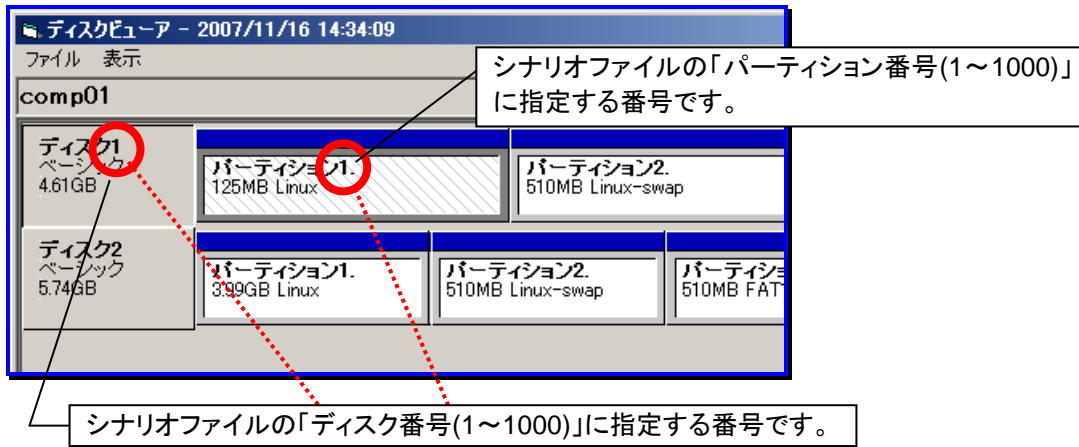 ディスクビューア - 2007/11/16 14:34:09
ファイル 表示
シナリオファイルの「パーティション番号(1～1000)」
に指定する番号です。
comp01
ディスク1
ベーシック
4.61GB
パーティション1.
125MB Linux
パーティション2.
510MB Linux-swap
ディスク2
ベーシック
5.74GB
パーティション1.
3.99GB Linux
パーティション2.
510MB Linux-swap
パーティショ
510MB FAT
シナリオファイルの「ディスク番号(1～1000)」に指定する番号です。